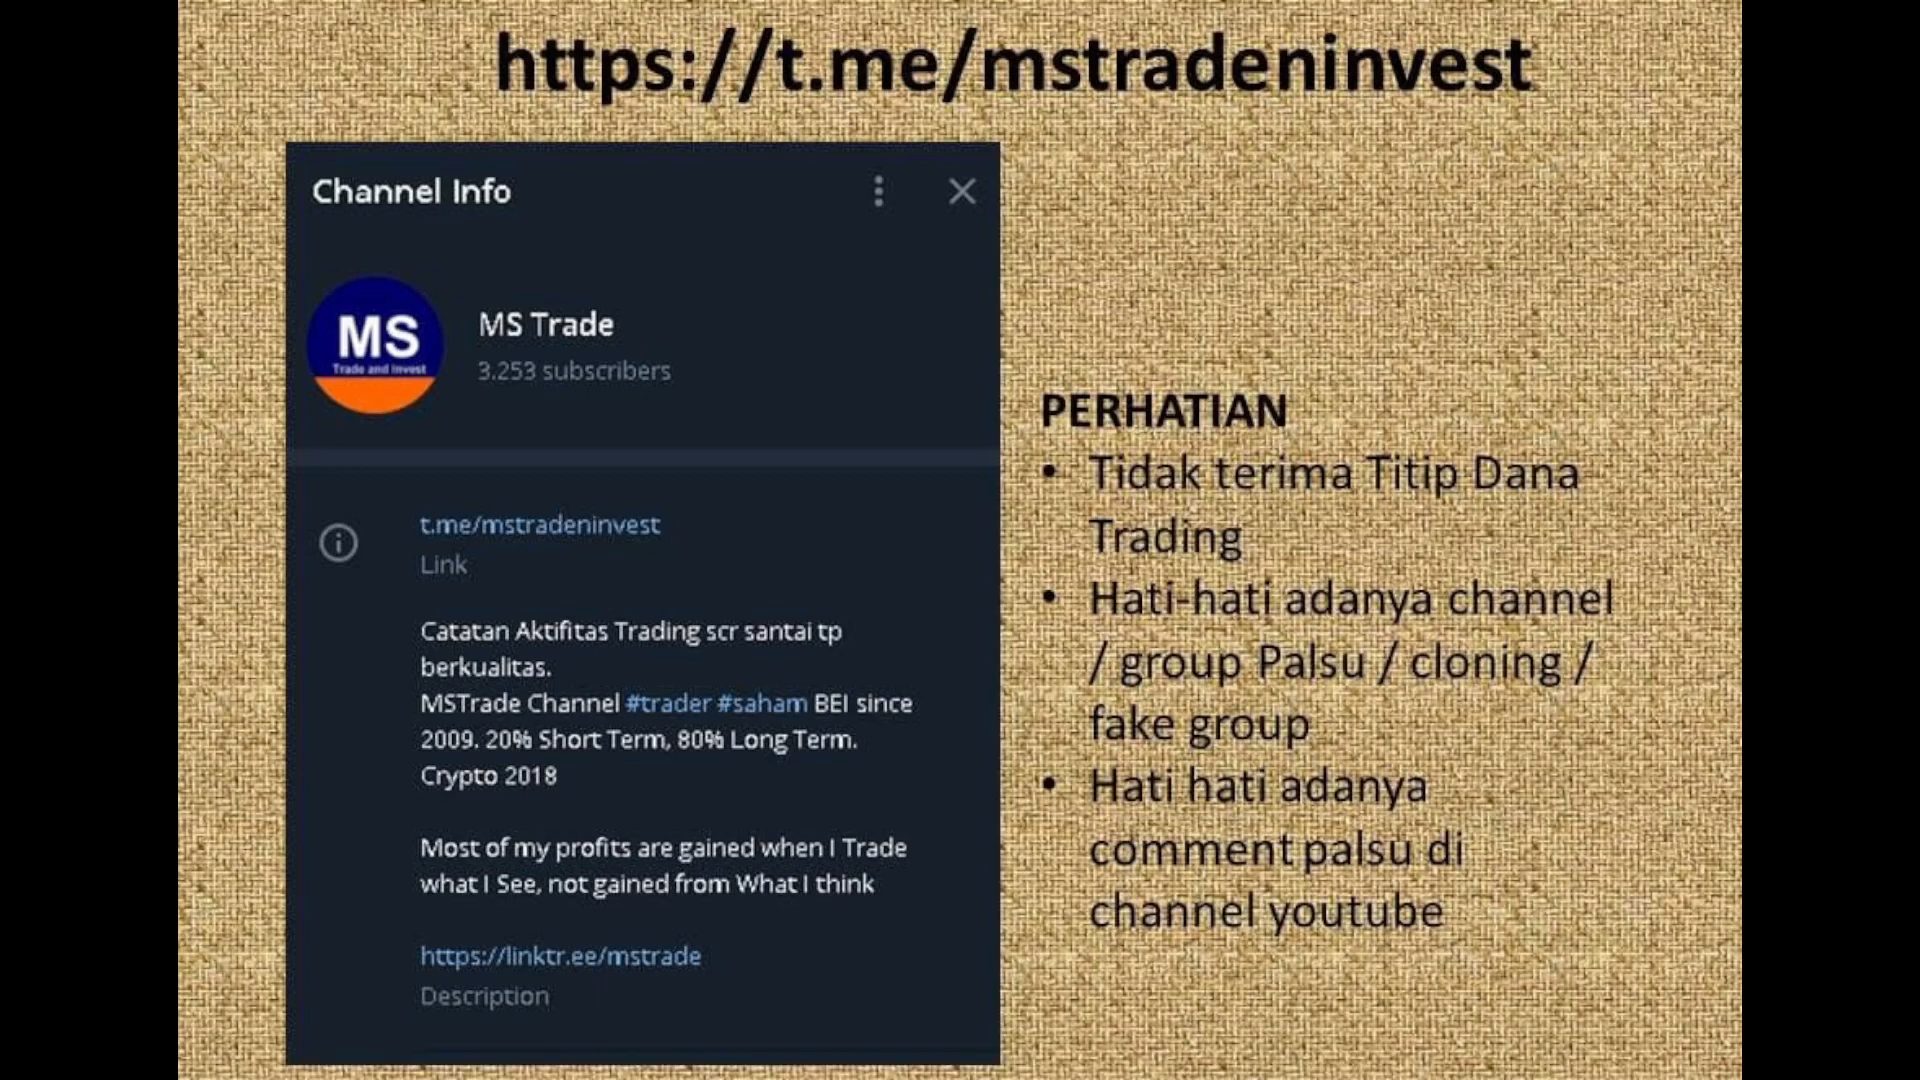 https://t.me/mstradeninvest
Channel Info
MS
Trade and Invest
MS Trade
3.253 subscribers
t.me/mstradeninvest
Link
Catatan Aktifitas Trading scr santai tp
berkualitas.
MSTrade Channel #trader #saham BEI since
2009. 20% Short Term, 80% Long Term.
Crypto 2018
Most of my profits are gained when I Trade
what I See, not gained from What I think
https://linktr.ee/mstrade
Description
PERHATIAN
• Tidak terima Titip Dana
Trading
• Hati-hati adanya channel
/ group Palsu / cloning /
fake group
• Hati hati adanya
comment palsu di
channel youtube